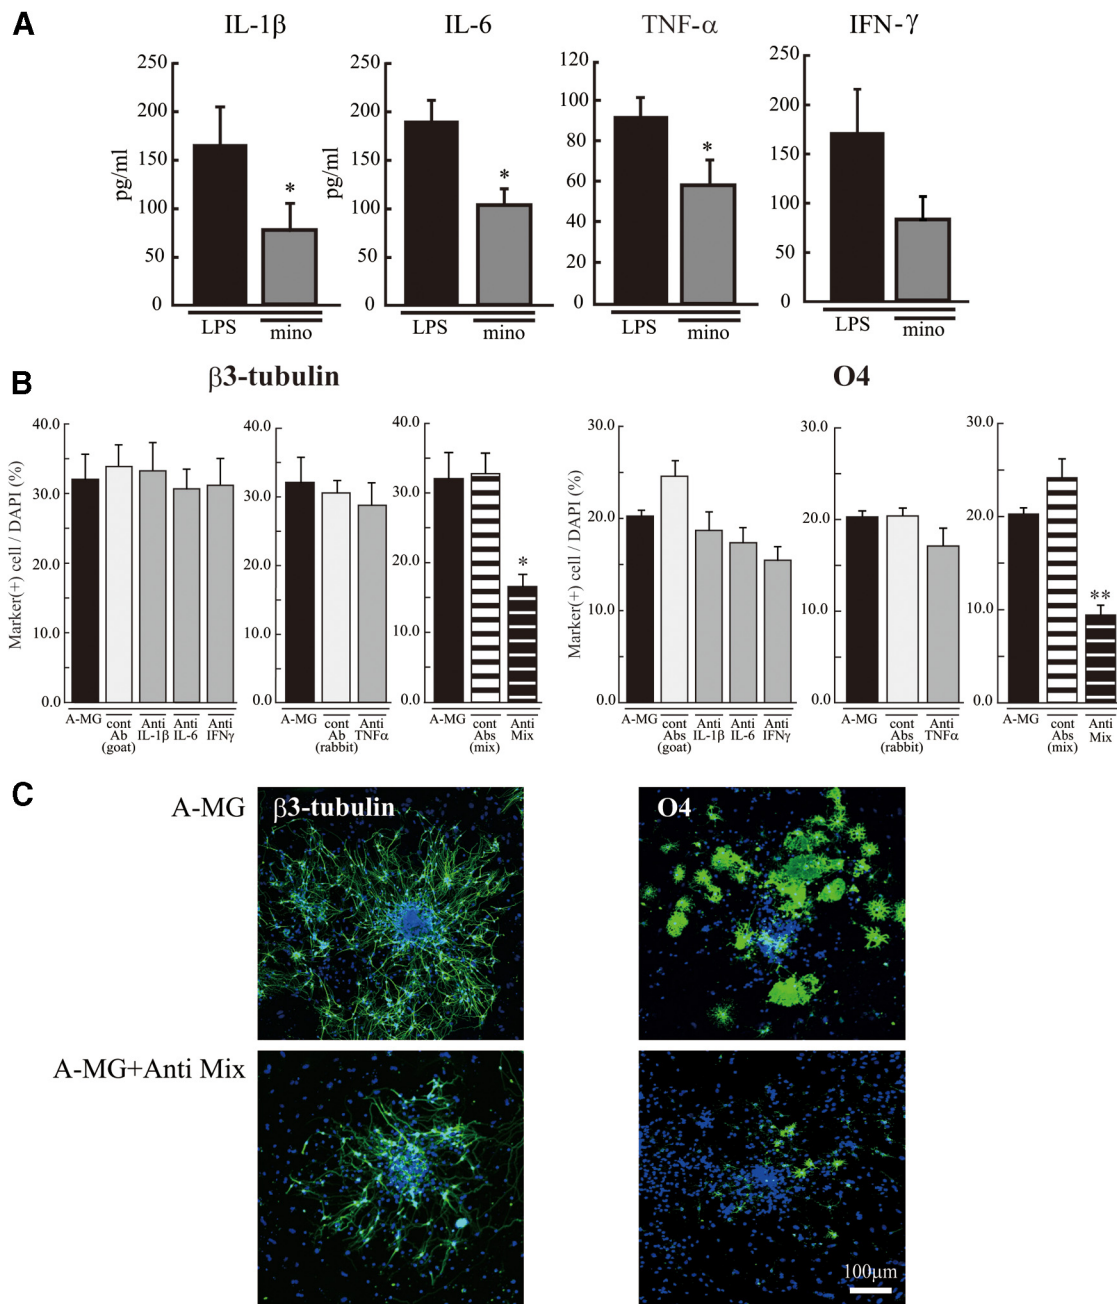 A
IL-1β IL-6 TNF-α IFN-γ
pg/ml
250
200
150
100
50
0
LPS
mino
pg/ml
250
200
150
100
50
0
LPS
mino
120
100
80
60
40
20
0
LPS
mino
250
200
150
100
50
0
LPS
mino
*
*
*
B
β3-tubulin
O4
Marker(+) cell / DAPI (%)
40.0
30.0
20.0
10.0
0.0
A-MG cont Anti Anti Anti
Ab IL-1β IL-6 IFNγ
(goat)
40.0
30.0
20.0
10.0
0.0
A-MG cont Anti
Ab TNFα
(rabbit)
40.0
30.0
20.0
10.0
0.0
*
A-MG cont Anti
Abs Mix
(mix)
Marker(+) cell / DAPI (%)
30.0
20.0
10.0
0.0
A-MG cont Anti Anti Anti
Abs IL-1β IL-6 IFNγ
(goat)
30.0
20.0
10.0
0.0
A-MG cont Anti
Abs TNFα
(rabbit)
30.0
20.0
10.0
0.0
**
A-MG cont Anti
Abs Mix
(mix)
C
A-MG
β3-tubulin
O4
A-MG+Anti Mix
100μm